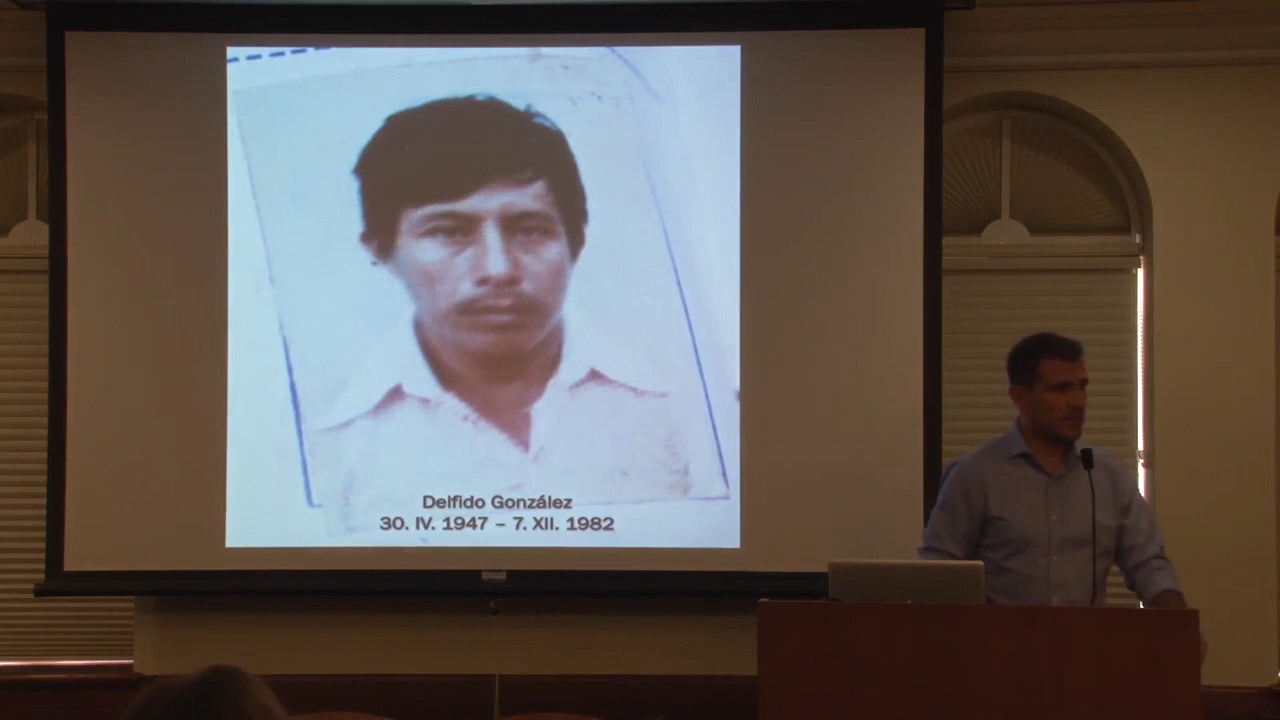 Delfido González
30. IV. 1947 – 7. XII. 1982